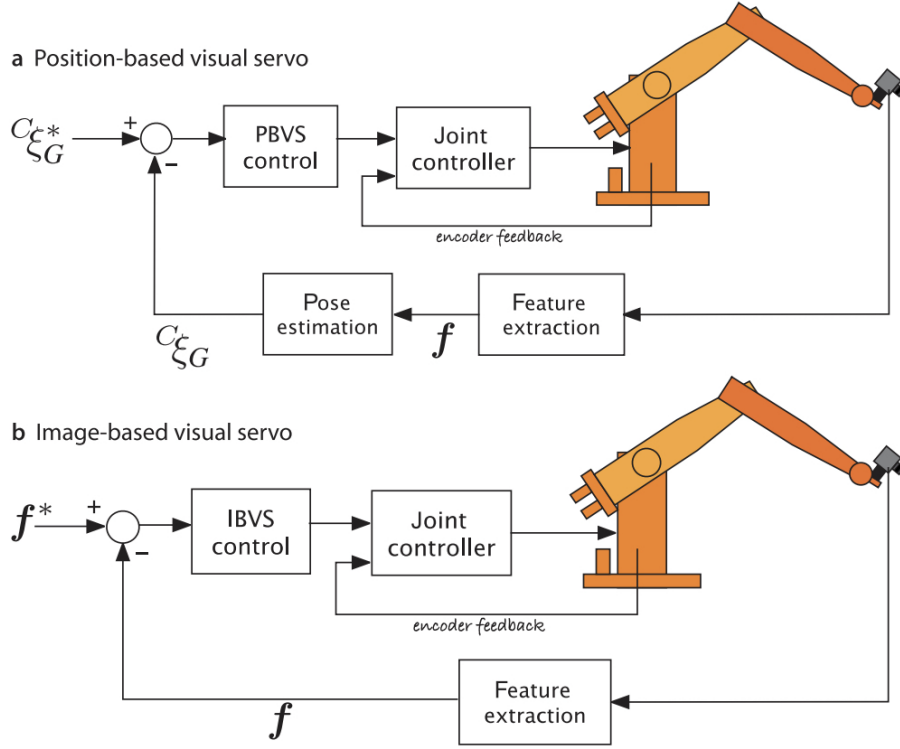 a Position-based visual servo
Cξ*G
+
−
PBVS
control
Joint
controller
encoder feedback
Pose
estimation
Feature
extraction
CξG
f
b Image-based visual servo
f*
+
−
IBVS
control
Joint
controller
encoder feedback
Feature
extraction
f